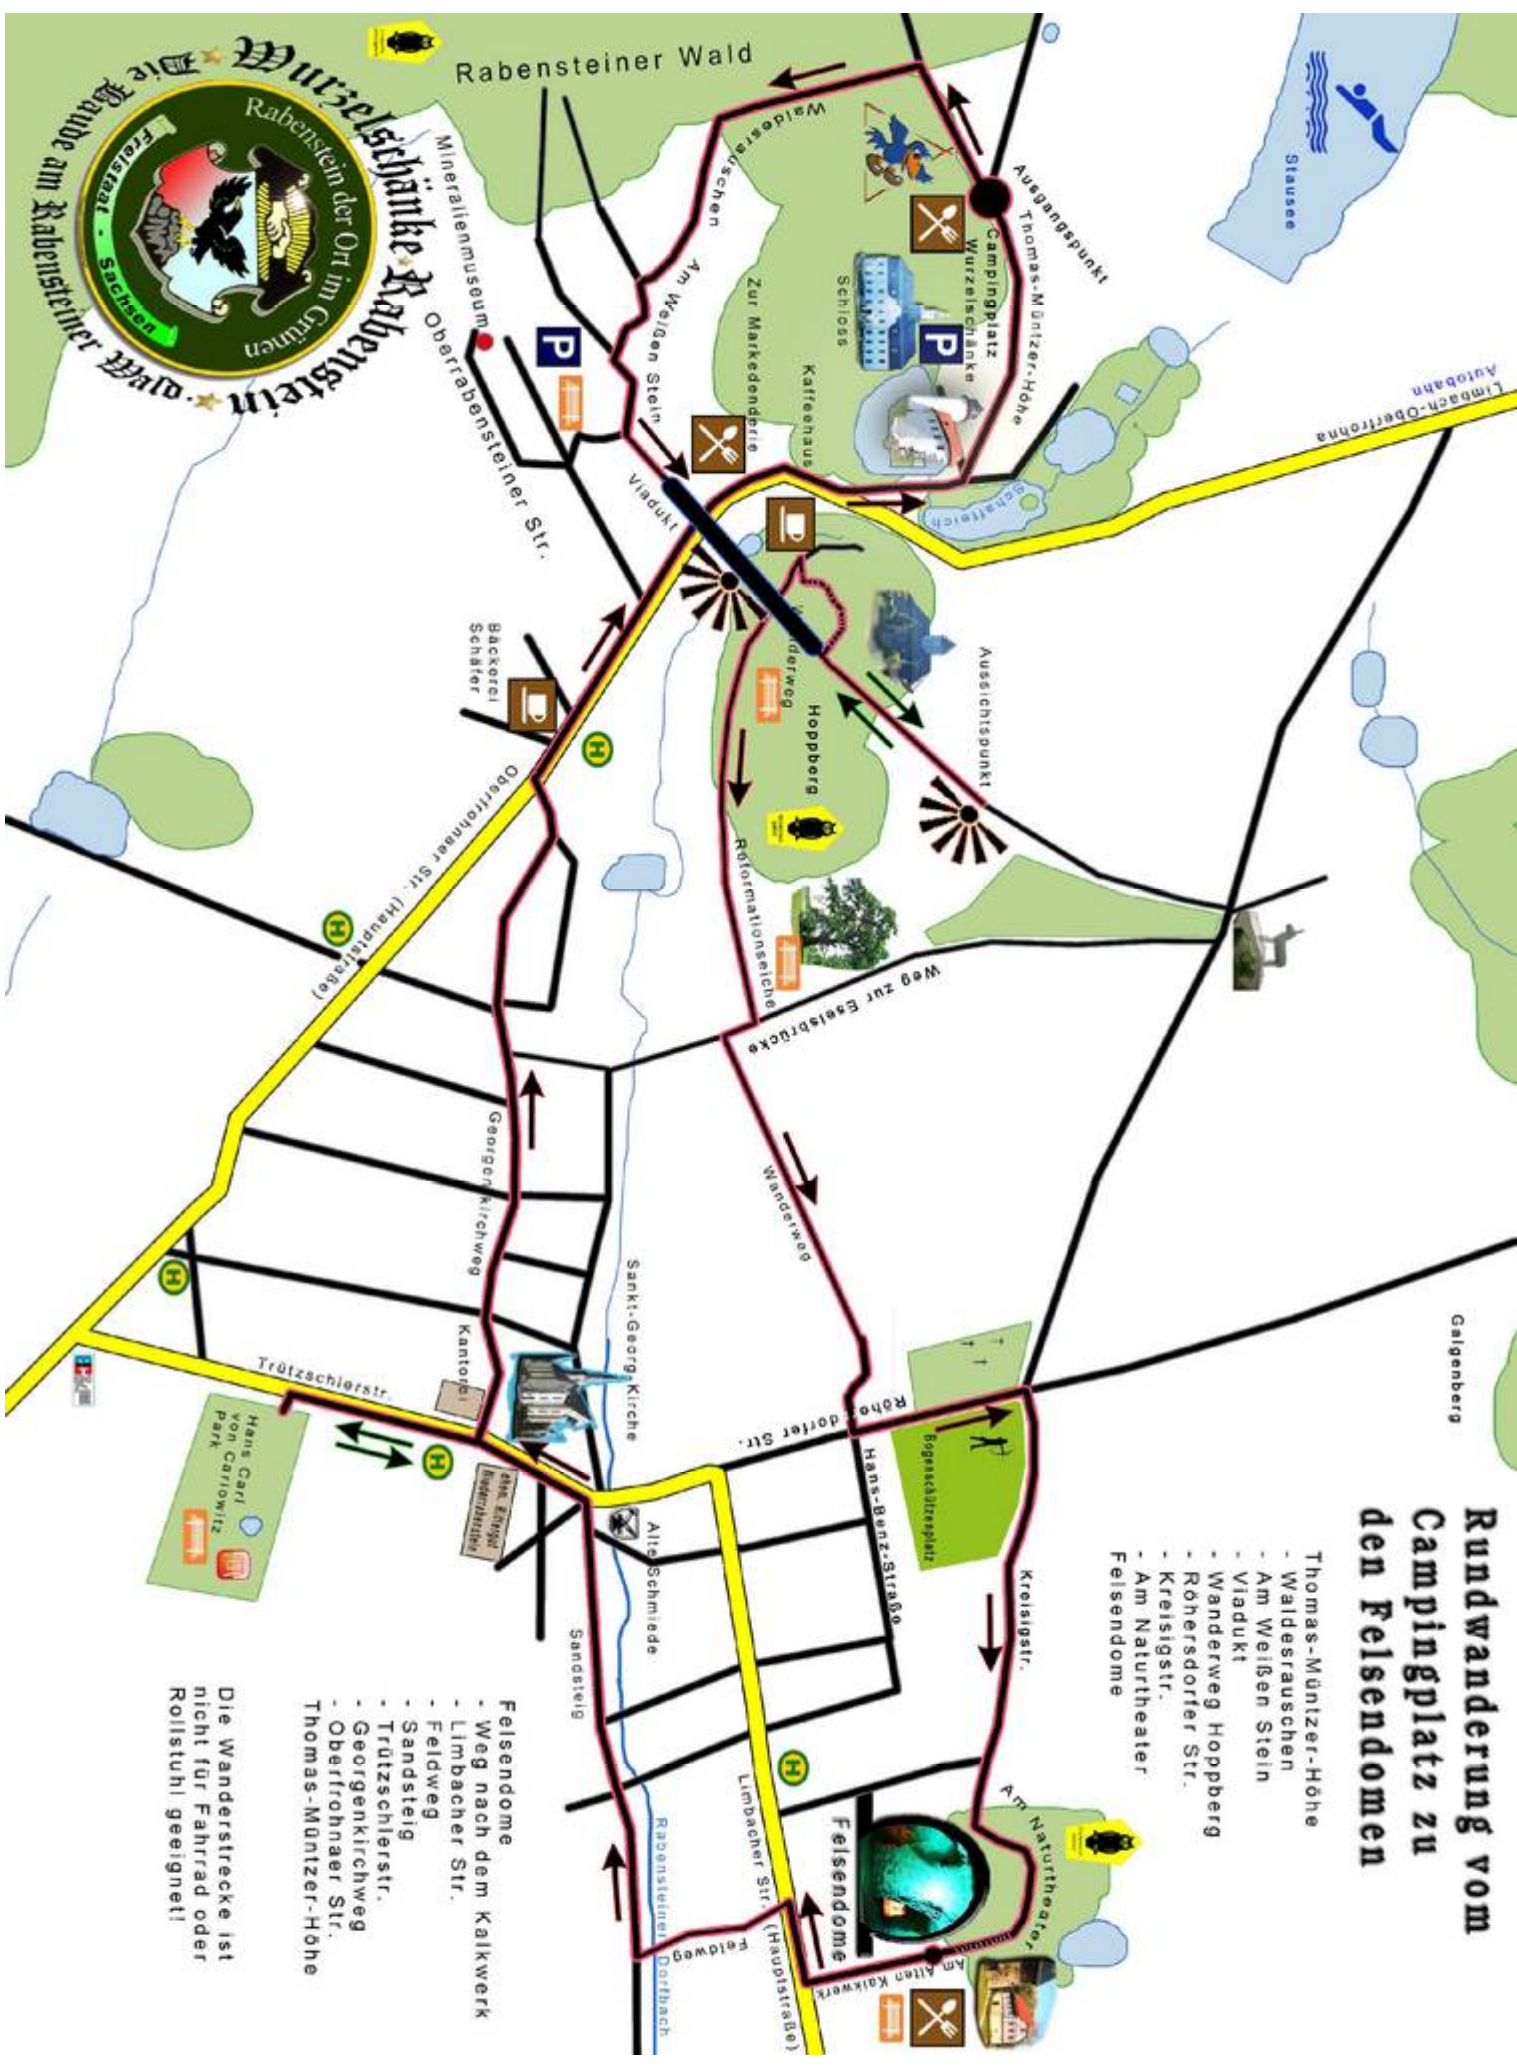 Rundwanderung vom
Campingplatz zu
den Felsendomen
Thomas-Müntzer-Höhe
- Waldesrauschen
- Am Weißen Stein
- Viadukt
- Wanderweg Hoppberg
- Röhersdorfer Str.
- Kreisigstr.
- Am Naturtheater
Felsendome
Felsendome
- Weg nach dem Kalkwerk
- Limbacher Str.
- Feldweg
- Sandsteig
- Trützschlerstr.
- Georgenkirchweg
- Oberfrohnaer Str.
Thomas-Müntzer-Höhe
Die Wanderstrecke ist
nicht für Fahrrad oder
Rollstuhl geeignet!
Wurzelschänke Rabenstein
Die Baude am Rabensteiner Wald
Rabenstein der Ort im Grünen
Freistaat - Sachsen
Rabensteiner Wald
Mineralienmuseum
Oberrabensteiner Str.
Waldesrauschen
Am Weißen Stein
Zur Markedenderie
Schloss
Kaffeehaus
Ausgangspunkt
Thomas-Müntzer-Höhe
Campingplatz
Wurzelschänke
P
P
Stausee
Limbach-Oberfrohna
Autobahn
Schafteich
Viadukt
Wanderweg
Hoppberg
Aussichtspunkt
Bäckerei
Schäfer
H
Oberfrohnaer Str. (Hauptstraße)
H
Reformationseiche
Weg zur Eselsbrücke
Wanderweg
Georgenkirchweg
Sankt-Georg-Kirche
Kantorei
H
Trützschlerstr.
H
Hans Carl
von Carlowitz
Park
ehem. Rittergut
Niederrabenstein
Alte Schmiede
Röhersdorfer Str.
Hans-Benz-Straße
Bogenschützenplatz
Kreisigstr.
Galgenberg
Sandsteig
H
Limbacher Str. (Hauptstraße)
Rabensteiner Dorfbach
Feldweg
Felsendome
Am Naturtheater
Am Alten Kalkwerk